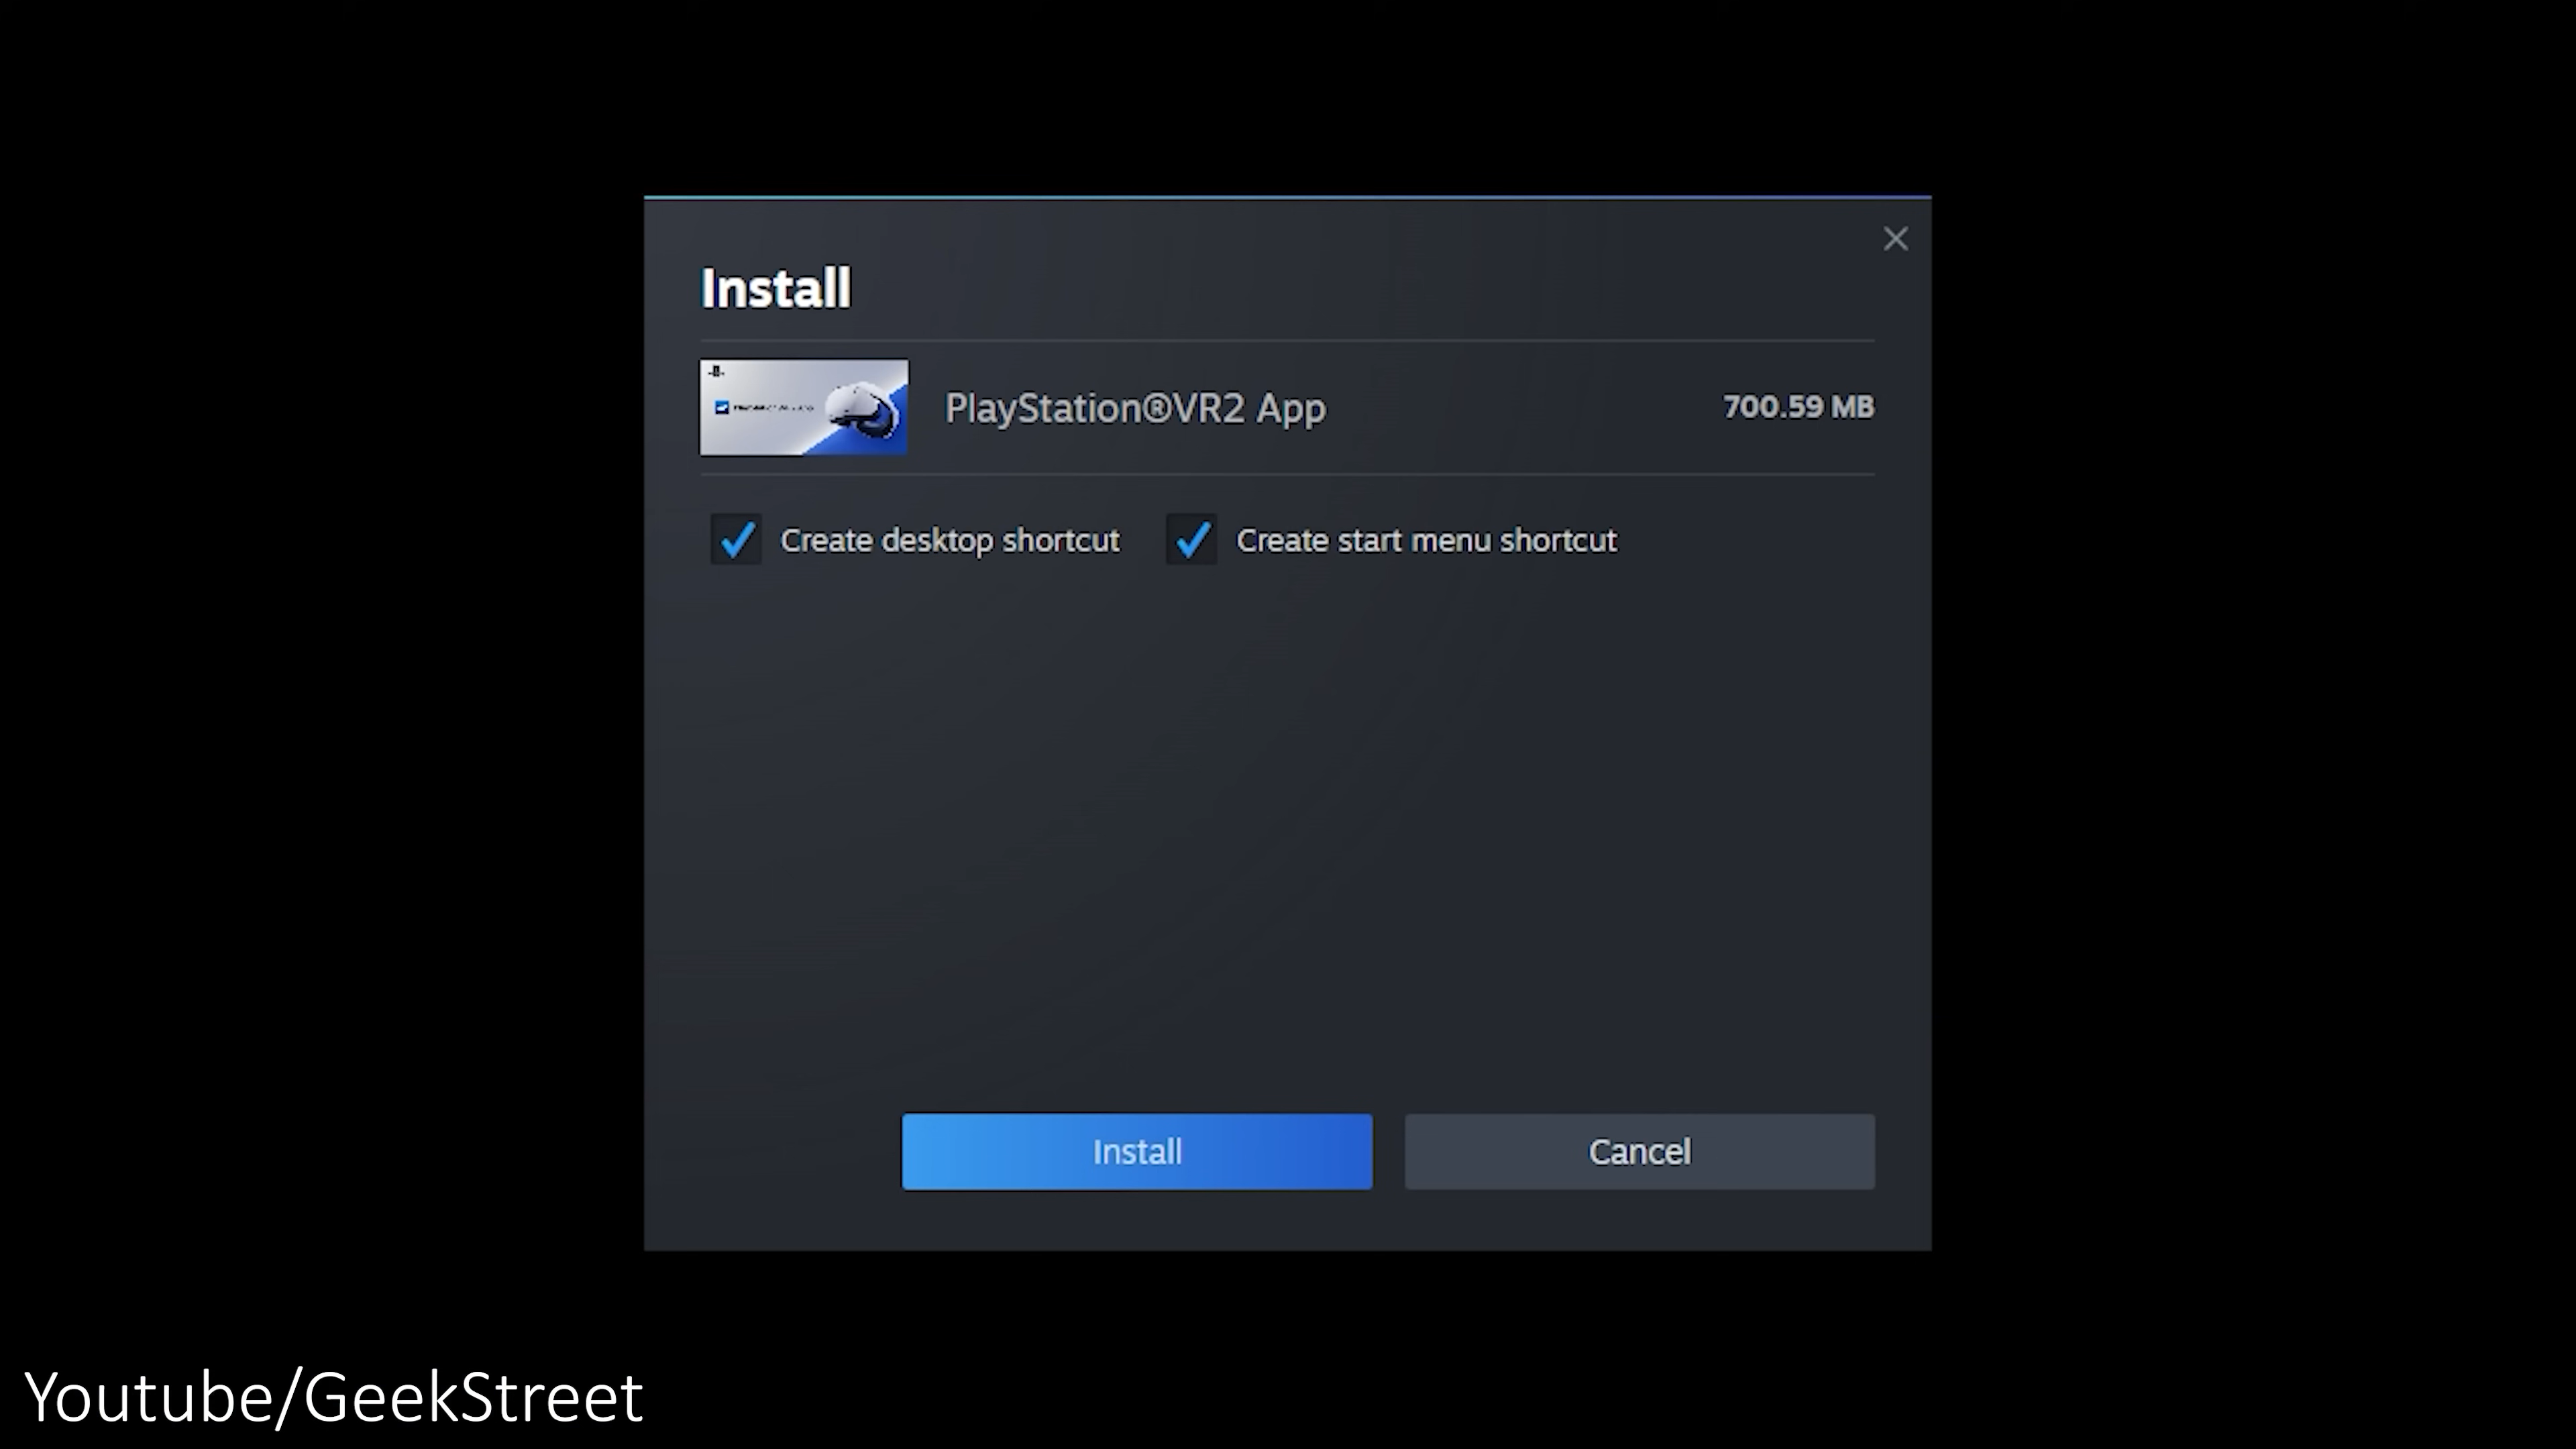 Install
PlayStation®VR2 App
700.59 MB
Create desktop shortcut
Create start menu shortcut
Install
Cancel
Youtube/GeekStreet